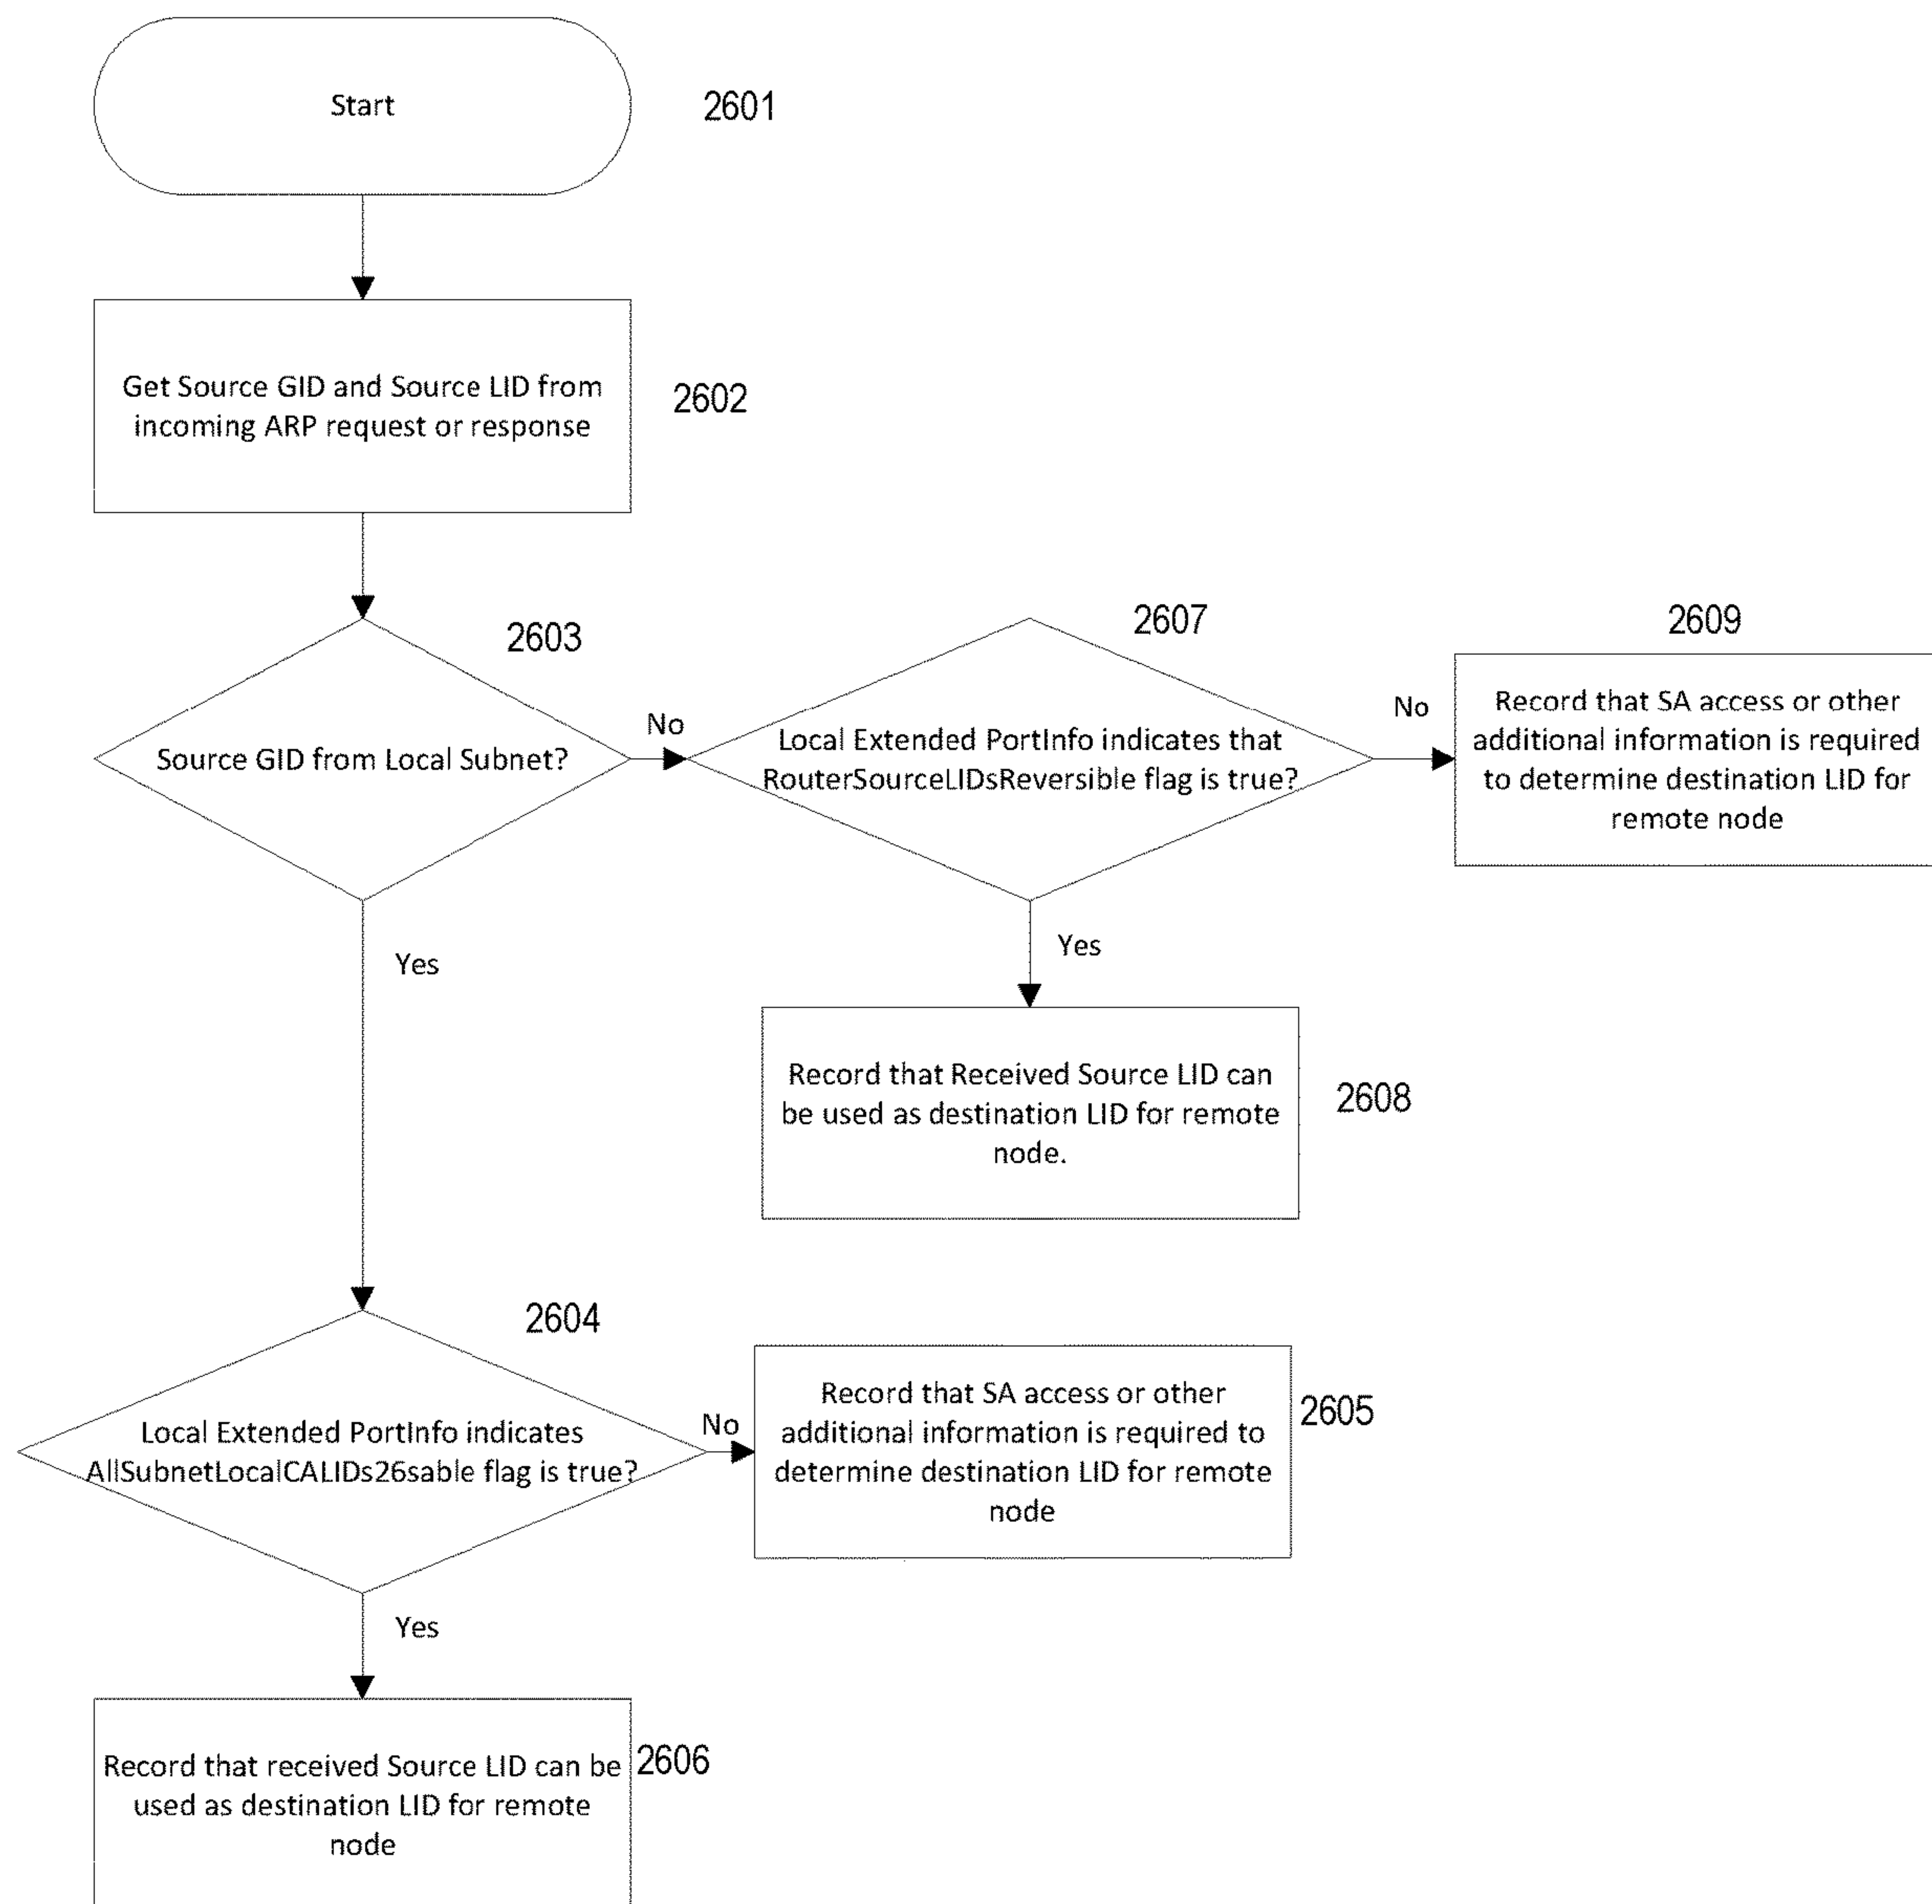 Start
2601
Get Source GID and Source LID from
incoming ARP request or response
2602
2603
Source GID from Local Subnet?
No
2607
Local Extended PortInfo indicates that
RouterSourceLIDsReversible flag is true?
No
2609
Record that SA access or other
additional information is required
to determine destination LID for
remote node
Yes
Yes
Record that Received Source LID can
be used as destination LID for remote
node.
2608
2604
Local Extended PortInfo indicates
AllSubnetLocalCALIDs26sable flag is true?
No
Record that SA access or other
additional information is required to
determine destination LID for remote
node
2605
Yes
Record that received Source LID can be
used as destination LID for remote
node
2606